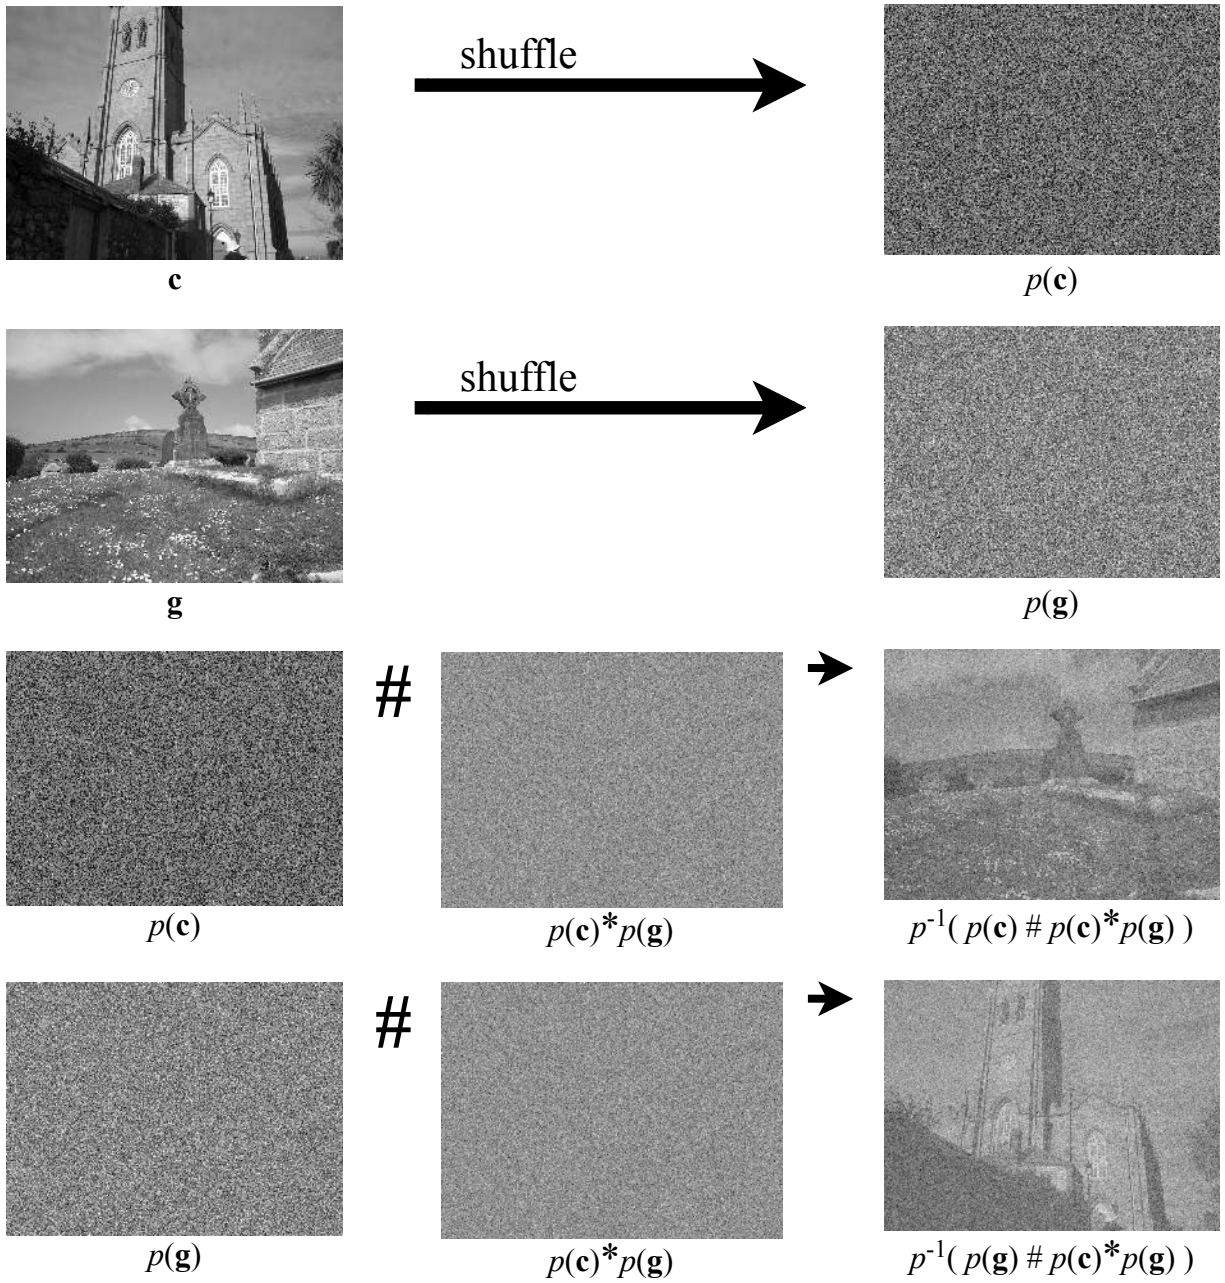 shuffle
c
p(c)
shuffle
g
p(g)
#
p(c)
p(c)*p(g)
p-1( p(c) # p(c)*p(g) )
#
p(g)
p(c)*p(g)
p-1( p(g) # p(c)*p(g) )